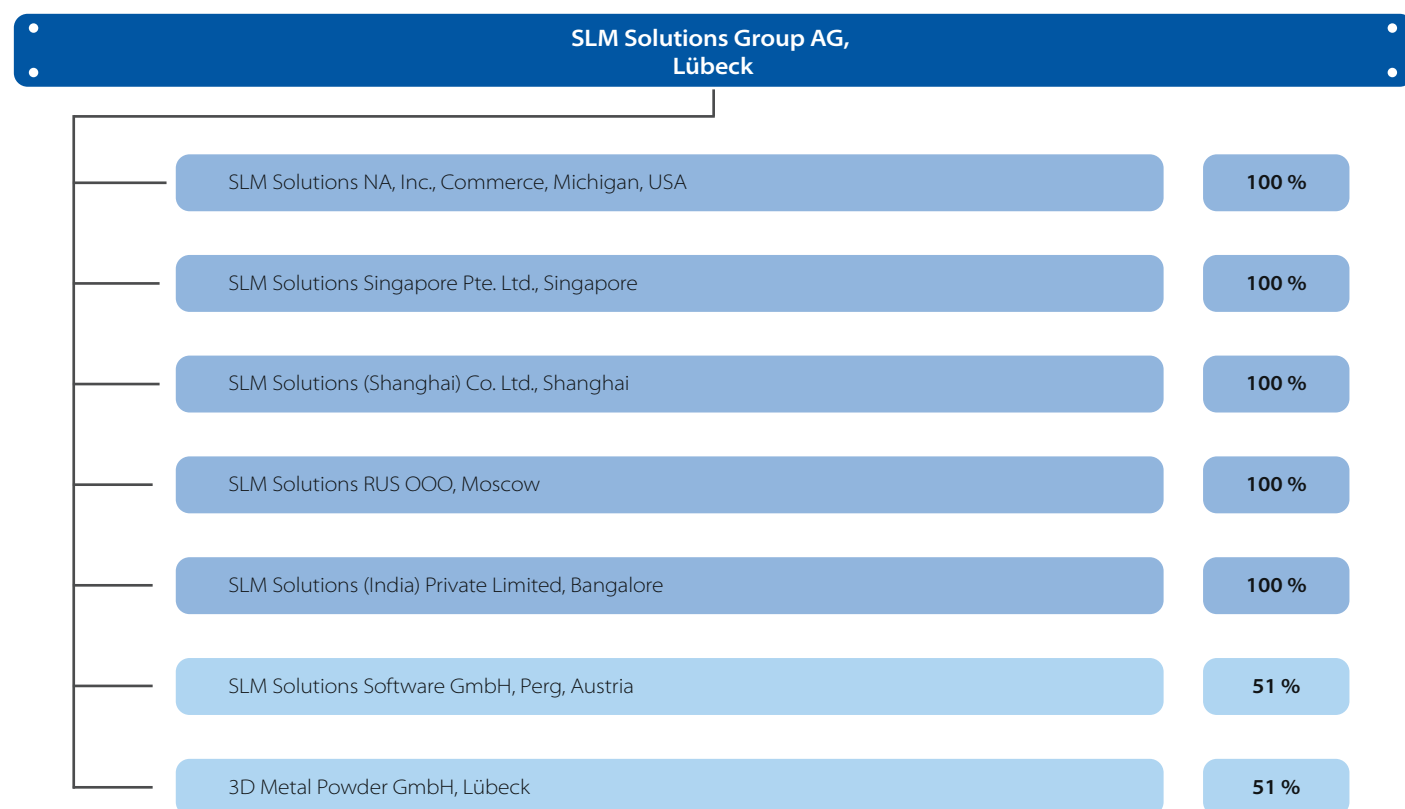 SLM Solutions Group AG,
Lübeck
SLM Solutions NA, Inc., Commerce, Michigan, USA 100 %
SLM Solutions Singapore Pte. Ltd., Singapore 100 %
SLM Solutions (Shanghai) Co. Ltd., Shanghai 100 %
SLM Solutions RUS OOO, Moscow 100 %
SLM Solutions (India) Private Limited, Bangalore 100 %
SLM Solutions Software GmbH, Perg, Austria 51 %
3D Metal Powder GmbH, Lübeck 51 %